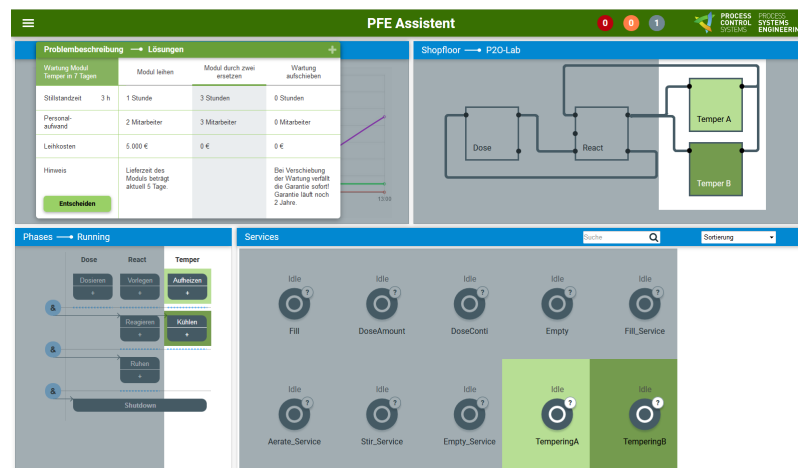 PFE Assistent
0 0 1
PROCESS CONTROL SYSTEMS
PROCESS SYSTEMS ENGINEERIN
Problembeschreibung Lösungen +
Wartung Modul Temper in 7 Tagen
Modul leihen
Modul durch zwei ersetzen
Wartung aufschieben
Stillstandzeit 3 h
1 Stunde
3 Stunden
0 Stunden
Personal-aufwand
2 Mitarbeiter
3 Mitarbeiter
0 Mitarbeiter
Leihkosten
5.000 €
0 €
0 €
Hinweis
Lieferzeit des
Moduls beträgt
aktuell 5 Tage.
Bei Verschiebung
der Wartung verfällt
die Garantie sofort!
Garantie läuft noch
2 Jahre.
Entscheiden
13:00
Shopfloor P2O-Lab
Dose
React
Temper A
Temper B
Phases Running
Dose React Temper
Dosieren Vorlegen Aufheizen
+ + +
&
Reagieren Kühlen
+ +
&
Ruhen
+
&
Shutdown
Services
Suche
Sortierung
Idle Idle Idle Idle Idle
? ? ? ? ?
Fill DoseAmount DoseConti Empty Fill_Service
Idle Idle Idle Idle Idle
? ? ? ? ?
Aerate_Service Stir_Service Empty_Service TemperingA TemperingB